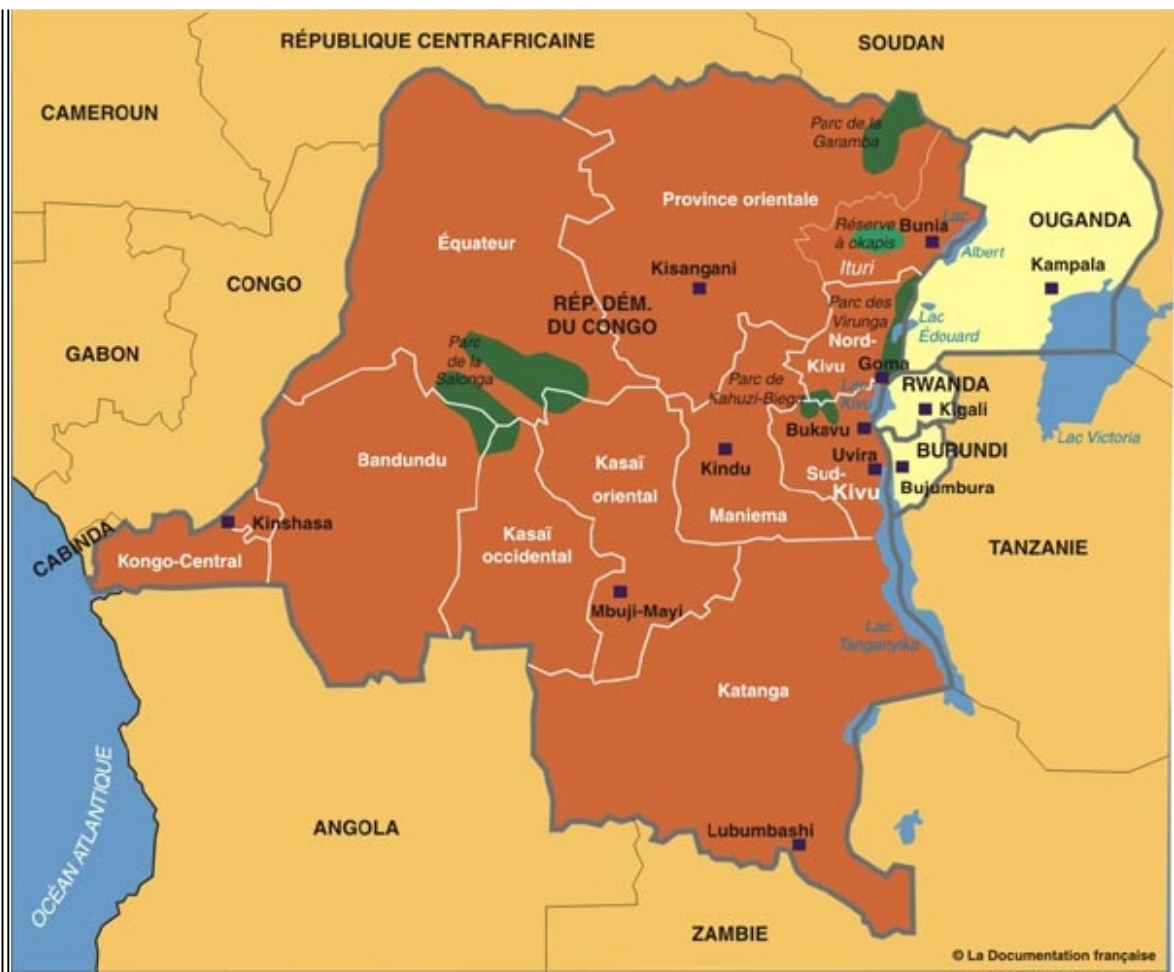 RÉPUBLIQUE CENTRAFRICAINE
SOUDAN
CAMEROUN
Parc de la
Garamba
Province orientale
OUGANDA
Réserve
à okapis
Bunia
Lac
Albert
Équateur
Ituri
Kampala
Kisangani
CONGO
RÉP. DÉM.
DU CONGO
Parc des
Virunga
Lac
Édouard
GABON
Parc
de la
Salonga
Nord-
Kivu
Goma
Parc de
Kahuzi-Biega
Lac
Kivu
RWANDA
Kigali
Bukavu
Lac Victoria
Bandundu
Kasaï
oriental
Kindu
Uvira
BURUNDI
Sud-
Kivu
Bujumbura
Maniema
CABINDA
Kinshasa
Kongo-Central
Kasaï
occidental
TANZANIE
Mbuji-Mayi
Lac
Tanganyika
Katanga
OCÉAN ATLANTIQUE
ANGOLA
Lubumbashi
ZAMBIE
© La Documentation française